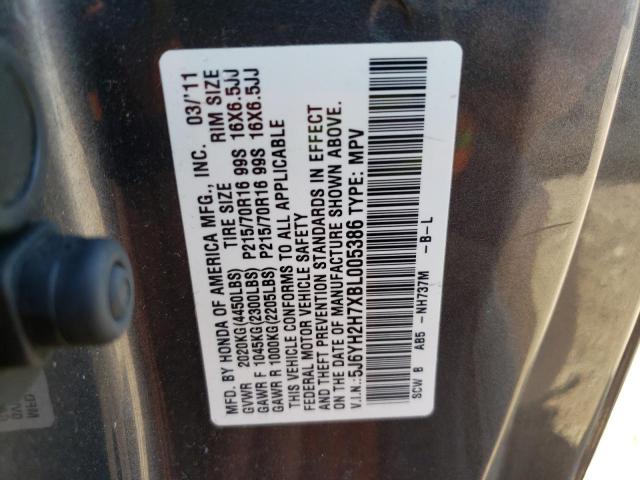 MFD. BY HONDA OF AMERICA MFG., INC. 03/'11
TIRE SIZE RIM SIZE
GVWR 2020KG(4450LBS) P215/70R16 99S 16X6.5JJ
GAWR F 1045KG(2300LBS) P215/70R16 99S 16X6.5JJ
GAWR R 1000KG(2205LBS)
THIS VEHICLE CONFORMS TO ALL APPLICABLE
FEDERAL MOTOR VEHICLE SAFETY
AND THEFT PREVENTION STANDARDS IN EFFECT
ON THE DATE OF MANUFACTURE SHOWN ABOVE.
V.I.N.:5J6YH2H7XBL005386 TYPE: MPV
SCW B AB5 -NH737M -B-L